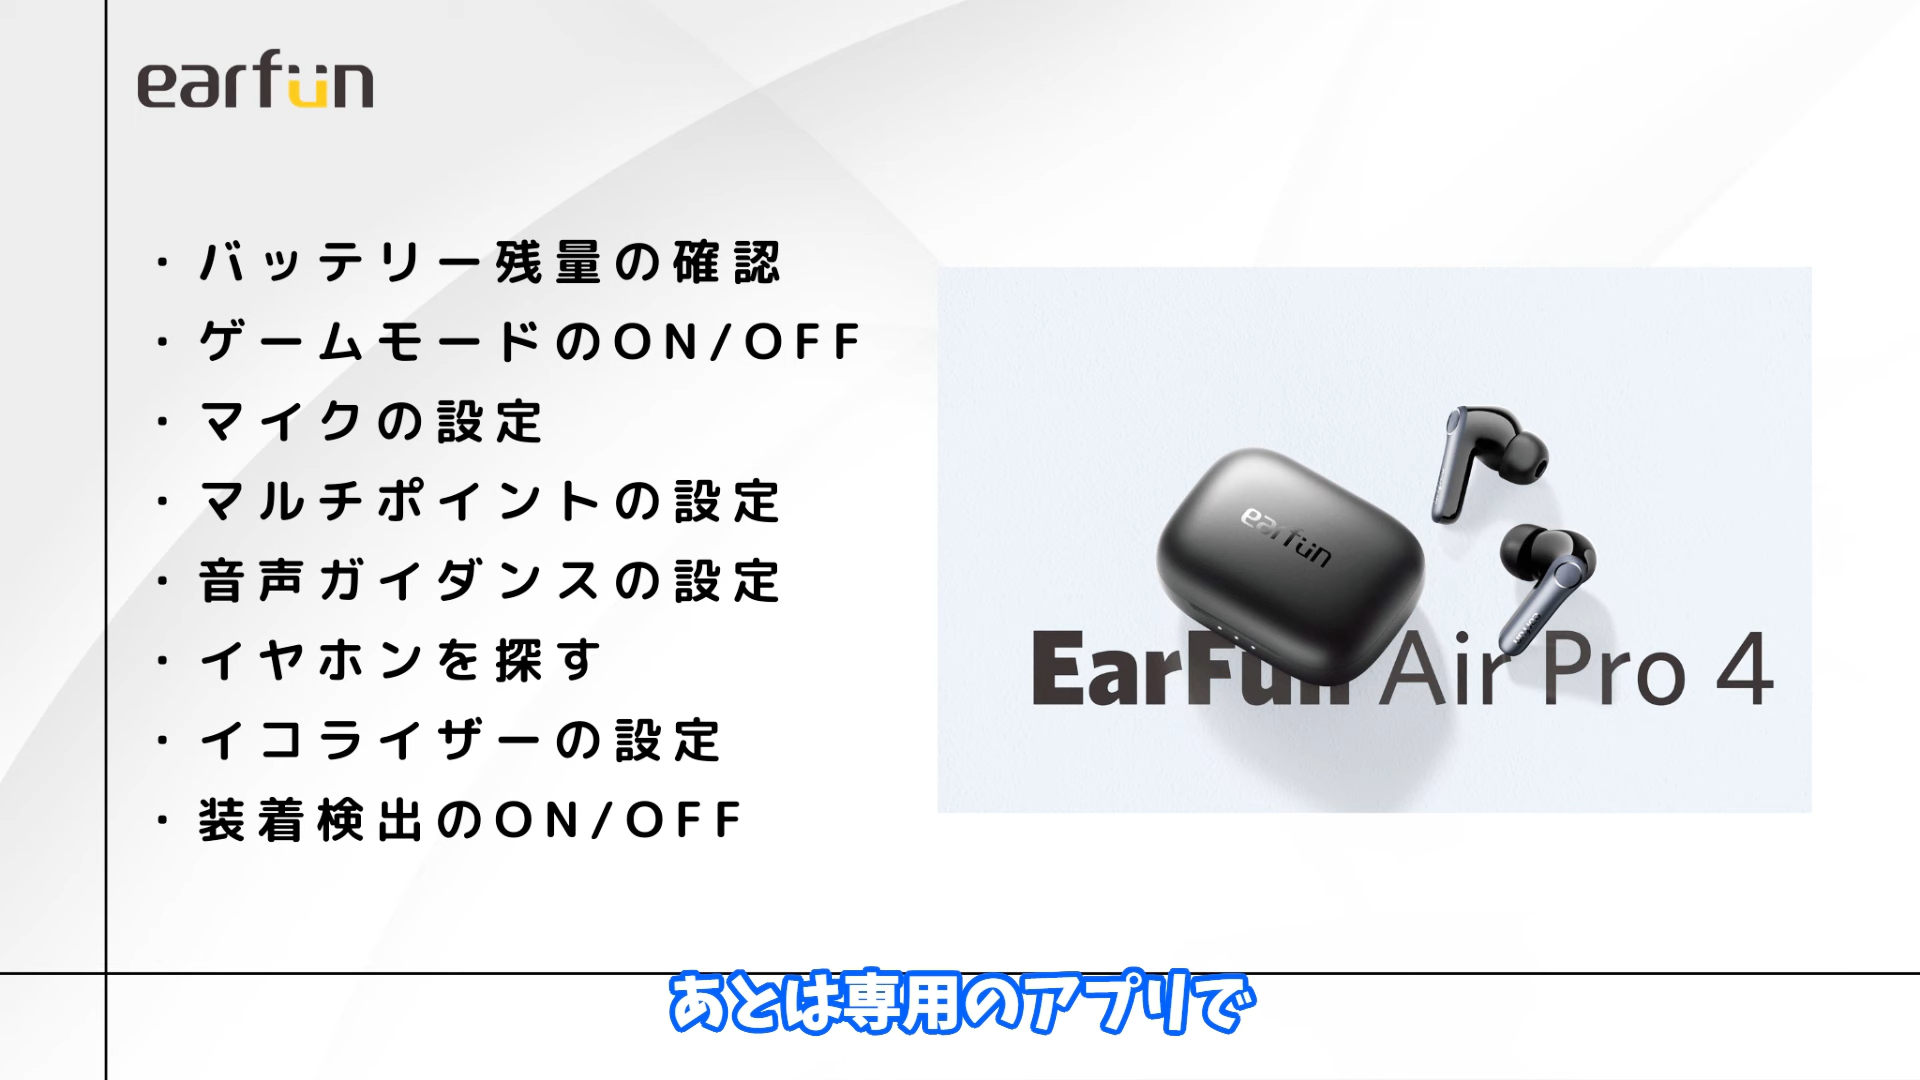 earfun
・バッテリー残量の確認
・ゲームモードのON/OFF
・マイクの設定
・マルチポイントの設定
・音声ガイダンスの設定
・イヤホンを探す
・イコライザーの設定
・装着検出のON/OFF
earfun
earfun
EarFun Air Pro 4
あとは専用のアプリで